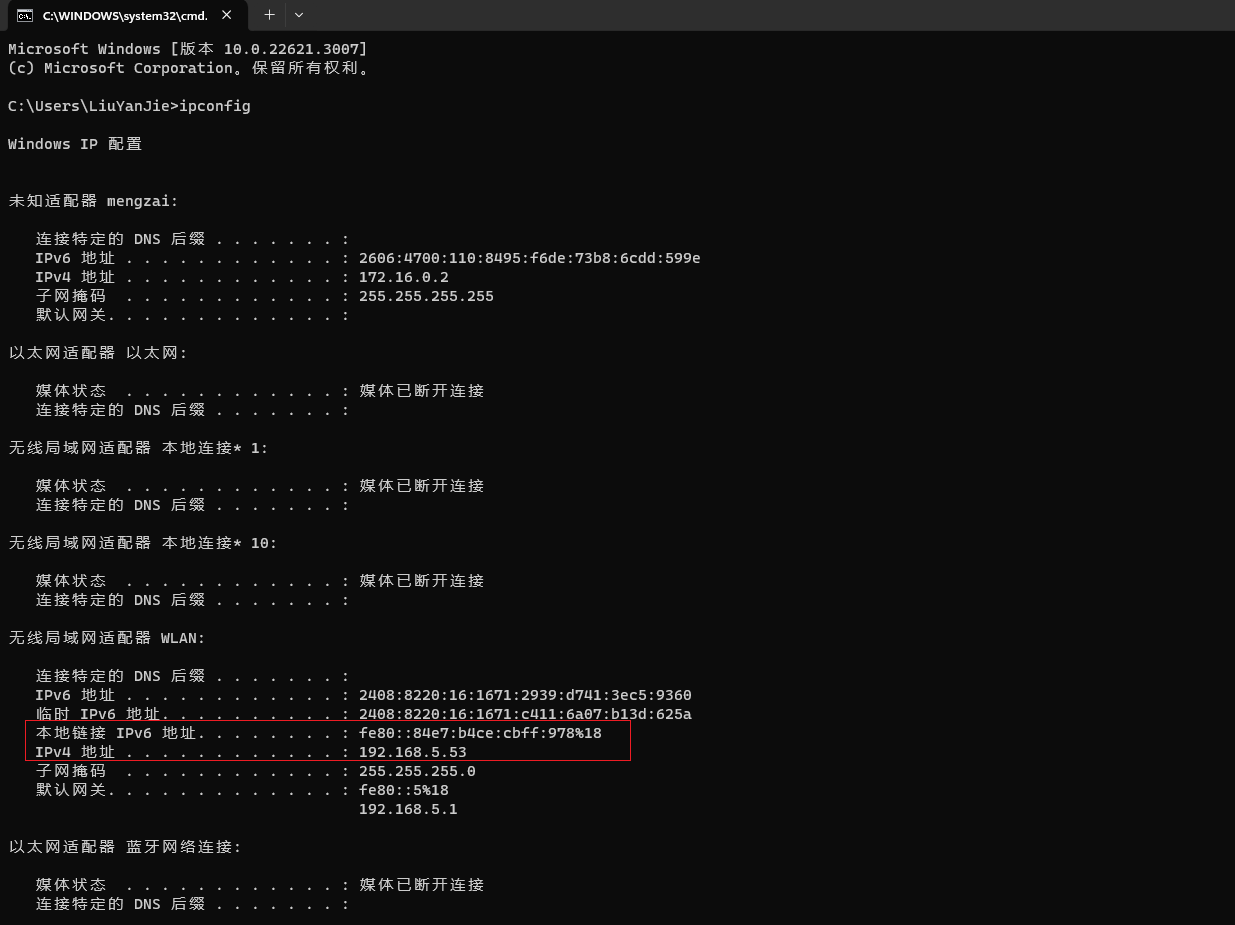 C:\WINDOWS\system32\cmd.
Microsoft Windows [版本 10.0.22621.3007]
(c) Microsoft Corporation。保留所有权利。
C:\Users\LiuYanJie>ipconfig
Windows IP 配置
未知适配器 mengzai:
连接特定的 DNS 后缀 . . . . . . . :
IPv6 地址 . . . . . . . . . . . . : 2606:4700:110:8495:f6de:73b8:6cdd:599e
IPv4 地址 . . . . . . . . . . . . : 172.16.0.2
子网掩码  . . . . . . . . . . . . : 255.255.255.255
默认网关. . . . . . . . . . . . . :
以太网适配器 以太网:
媒体状态  . . . . . . . . . . . . : 媒体已断开连接
连接特定的 DNS 后缀 . . . . . . . :
无线局域网适配器 本地连接* 1:
媒体状态  . . . . . . . . . . . . : 媒体已断开连接
连接特定的 DNS 后缀 . . . . . . . :
无线局域网适配器 本地连接* 10:
媒体状态  . . . . . . . . . . . . : 媒体已断开连接
连接特定的 DNS 后缀 . . . . . . . :
无线局域网适配器 WLAN:
连接特定的 DNS 后缀 . . . . . . . :
IPv6 地址 . . . . . . . . . . . . : 2408:8220:16:1671:2939:d741:3ec5:9360
临时 IPv6 地址. . . . . . . . . . : 2408:8220:16:1671:c411:6a07:b13d:625a
本地链接 IPv6 地址. . . . . . . . : fe80::84e7:b4ce:cbff:978%18
IPv4 地址 . . . . . . . . . . . . : 192.168.5.53
子网掩码  . . . . . . . . . . . . : 255.255.255.0
默认网关. . . . . . . . . . . . . : fe80::5%18
192.168.5.1
以太网适配器 蓝牙网络连接:
媒体状态  . . . . . . . . . . . . : 媒体已断开连接
连接特定的 DNS 后缀 . . . . . . . :